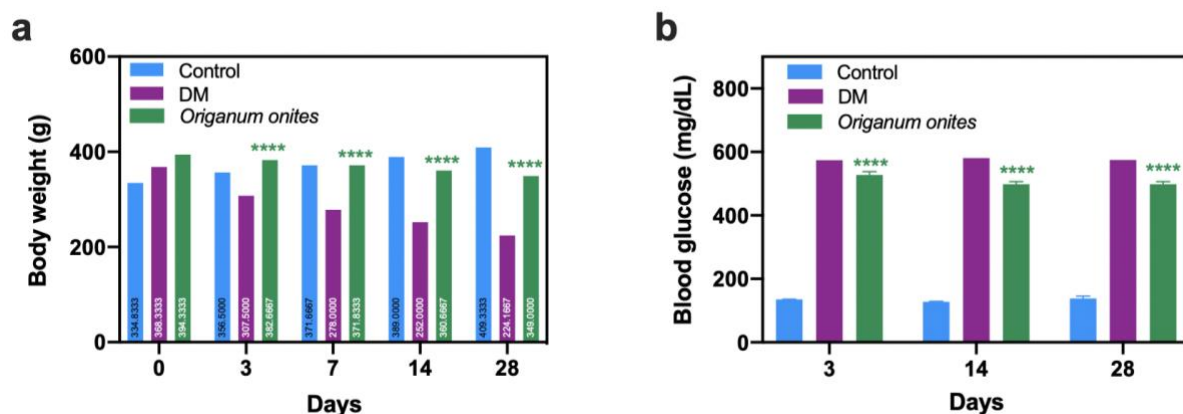 a
Body weight (g)
600
400
200
0
Control
DM
Origanum onites
****
****
****
****
334.8333
368.3333
394.3333
356.5000
307.5000
382.6667
371.6667
278.0000
371.8333
389.0000
252.0000
360.6667
409.3333
224.1667
349.0000
0 3 7 14 28
Days
b
Blood glucose (mg/dL)
800
600
400
200
0
Control
DM
Origanum onites
****
****
****
3 14 28
Days